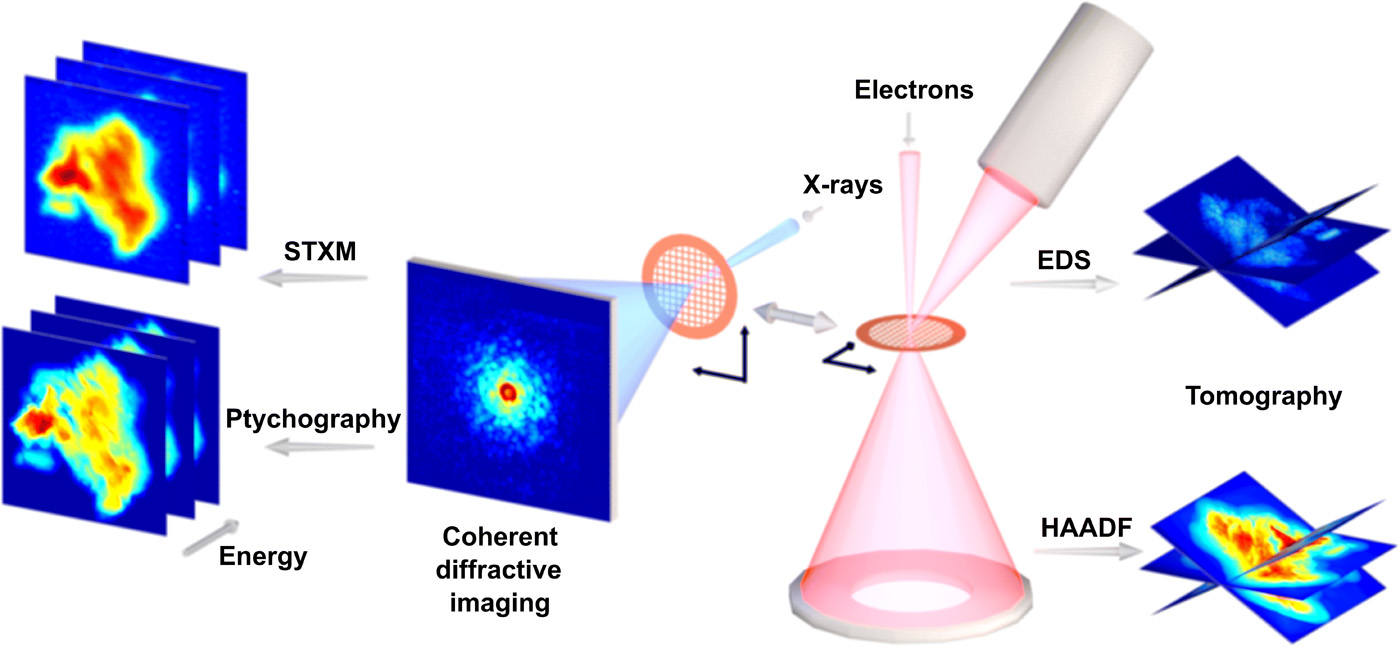 Electrons
X-rays
STXM
EDS
Ptychography
Tomography
Energy
Coherent
diffractive
imaging
HAADF